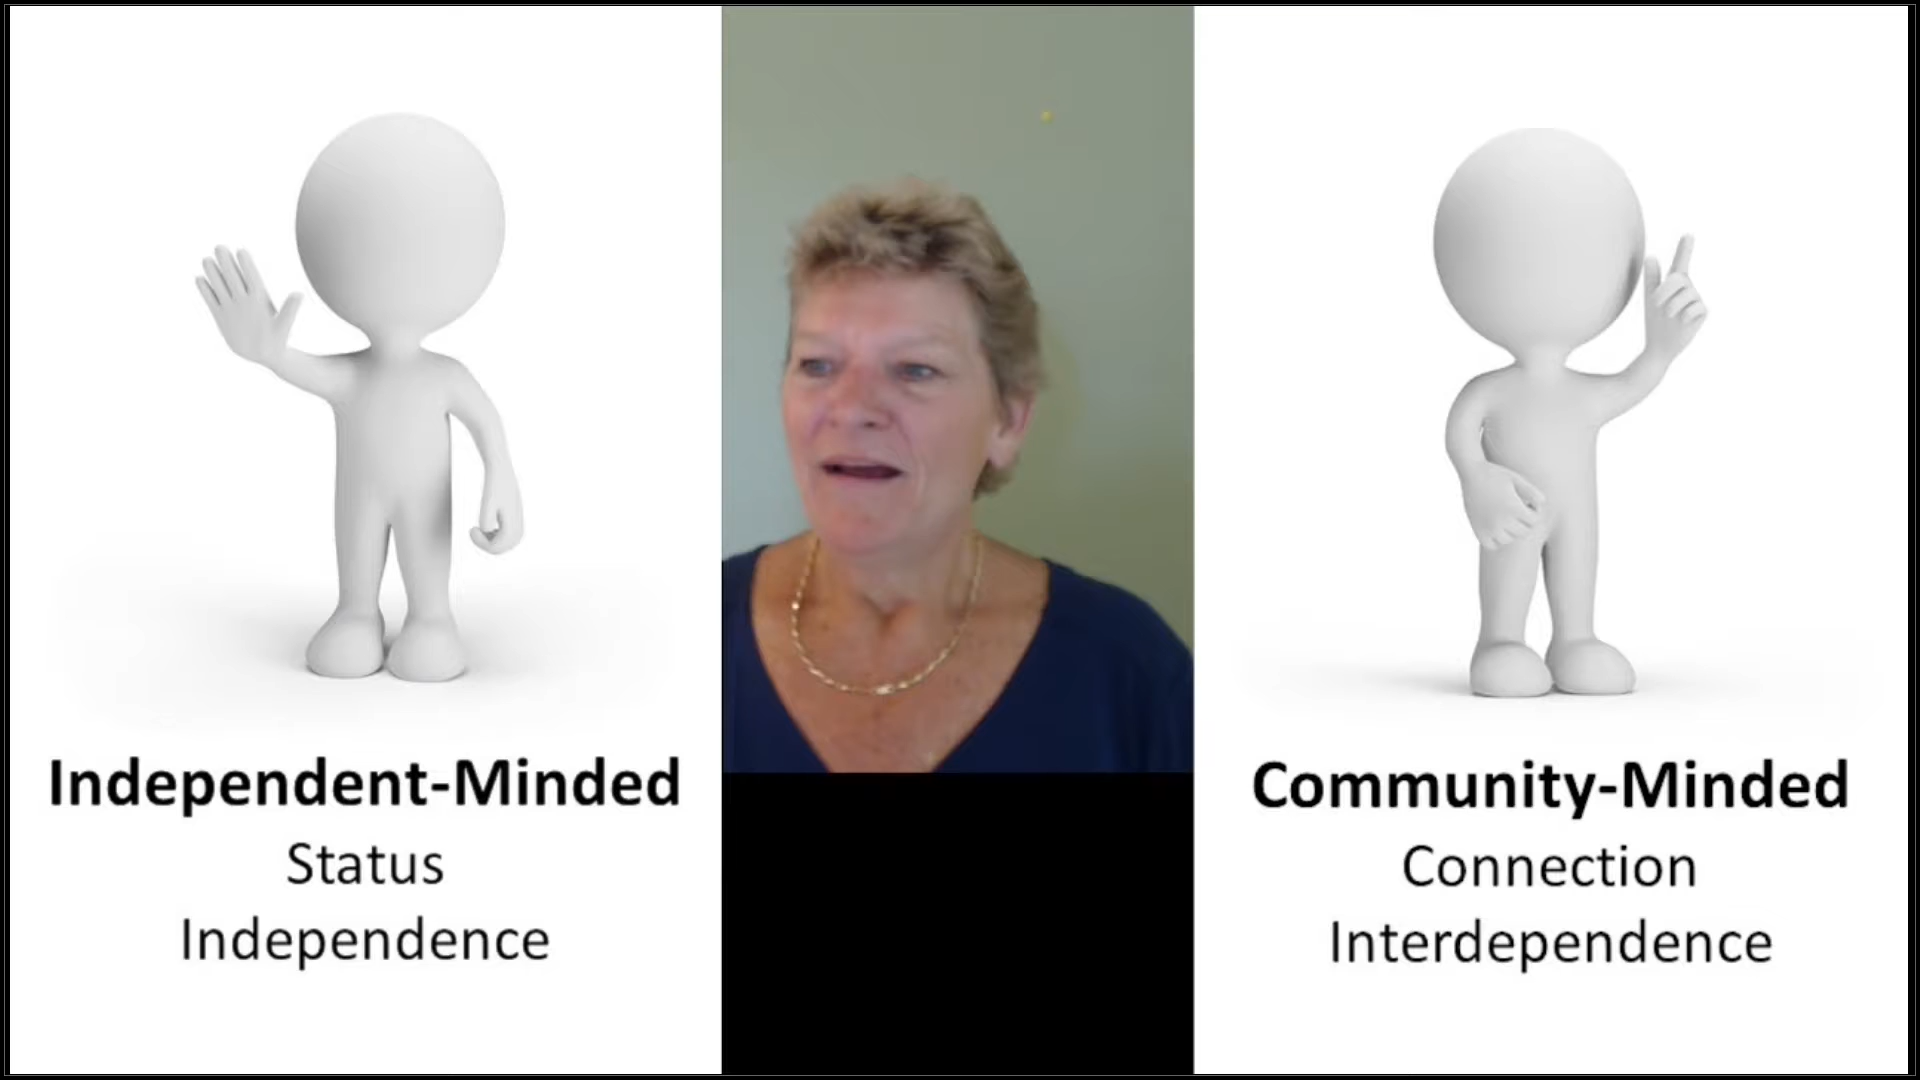 Independent-Minded
Status
Independence
Community-Minded
Connection
Interdependence